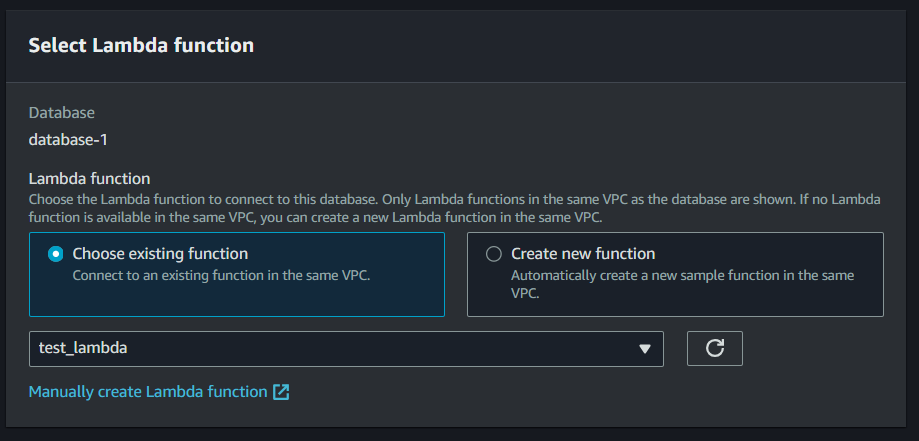 Select Lambda function
Database
database-1
Lambda function
Choose the Lambda function to connect to this database. Only Lambda functions in the same VPC as the database are shown. If no Lambda
function is available in the same VPC, you can create a new Lambda function in the same VPC.
Choose existing function
Connect to an existing function in the same VPC.
Create new function
Automatically create a new sample function in the same
VPC.
test_lambda
Manually create Lambda function